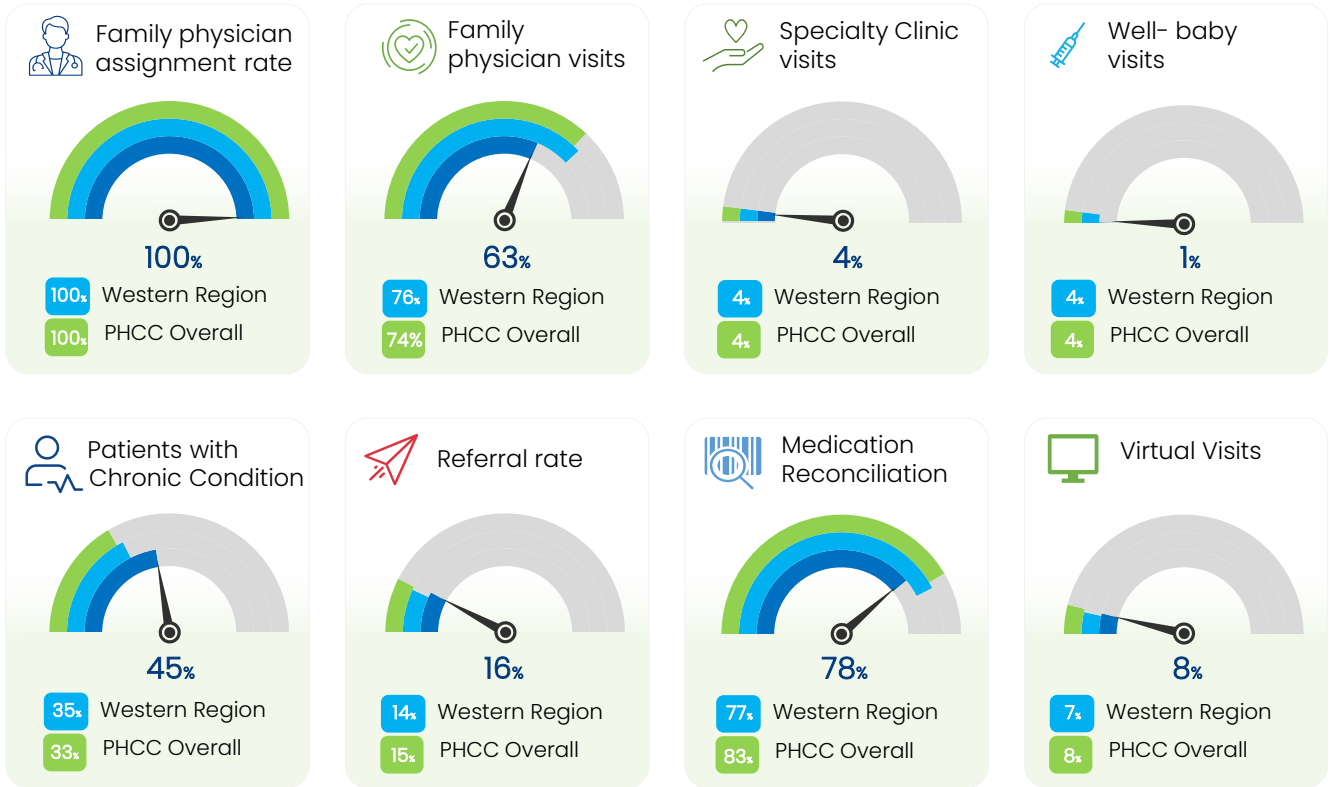 Family physician
assignment rate
100%
100% Western Region
100% PHCC Overall
Family
physician visits
63%
76% Western Region
74% PHCC Overall
Specialty Clinic
visits
4%
4% Western Region
4% PHCC Overall
Well- baby
visits
1%
4% Western Region
4% PHCC Overall
Patients with
Chronic Condition
45%
35% Western Region
33% PHCC Overall
Referral rate
16%
14% Western Region
15% PHCC Overall
Medication
Reconciliation
78%
77% Western Region
83% PHCC Overall
Virtual Visits
8%
7% Western Region
8% PHCC Overall